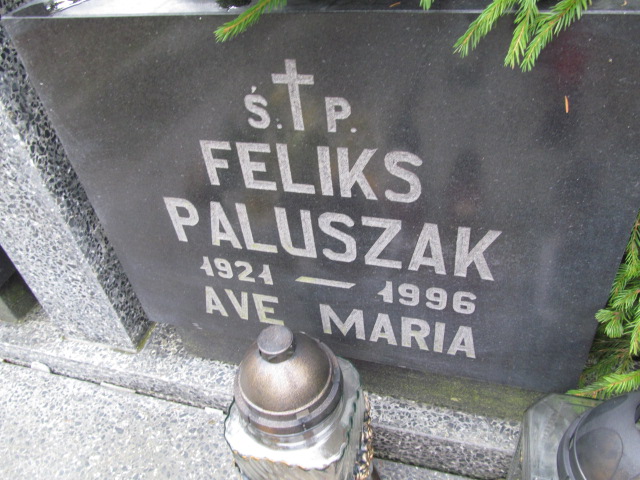 Ś. P.
FELIKS
PALUSZAK
1921 — 1996
AVE MARIA